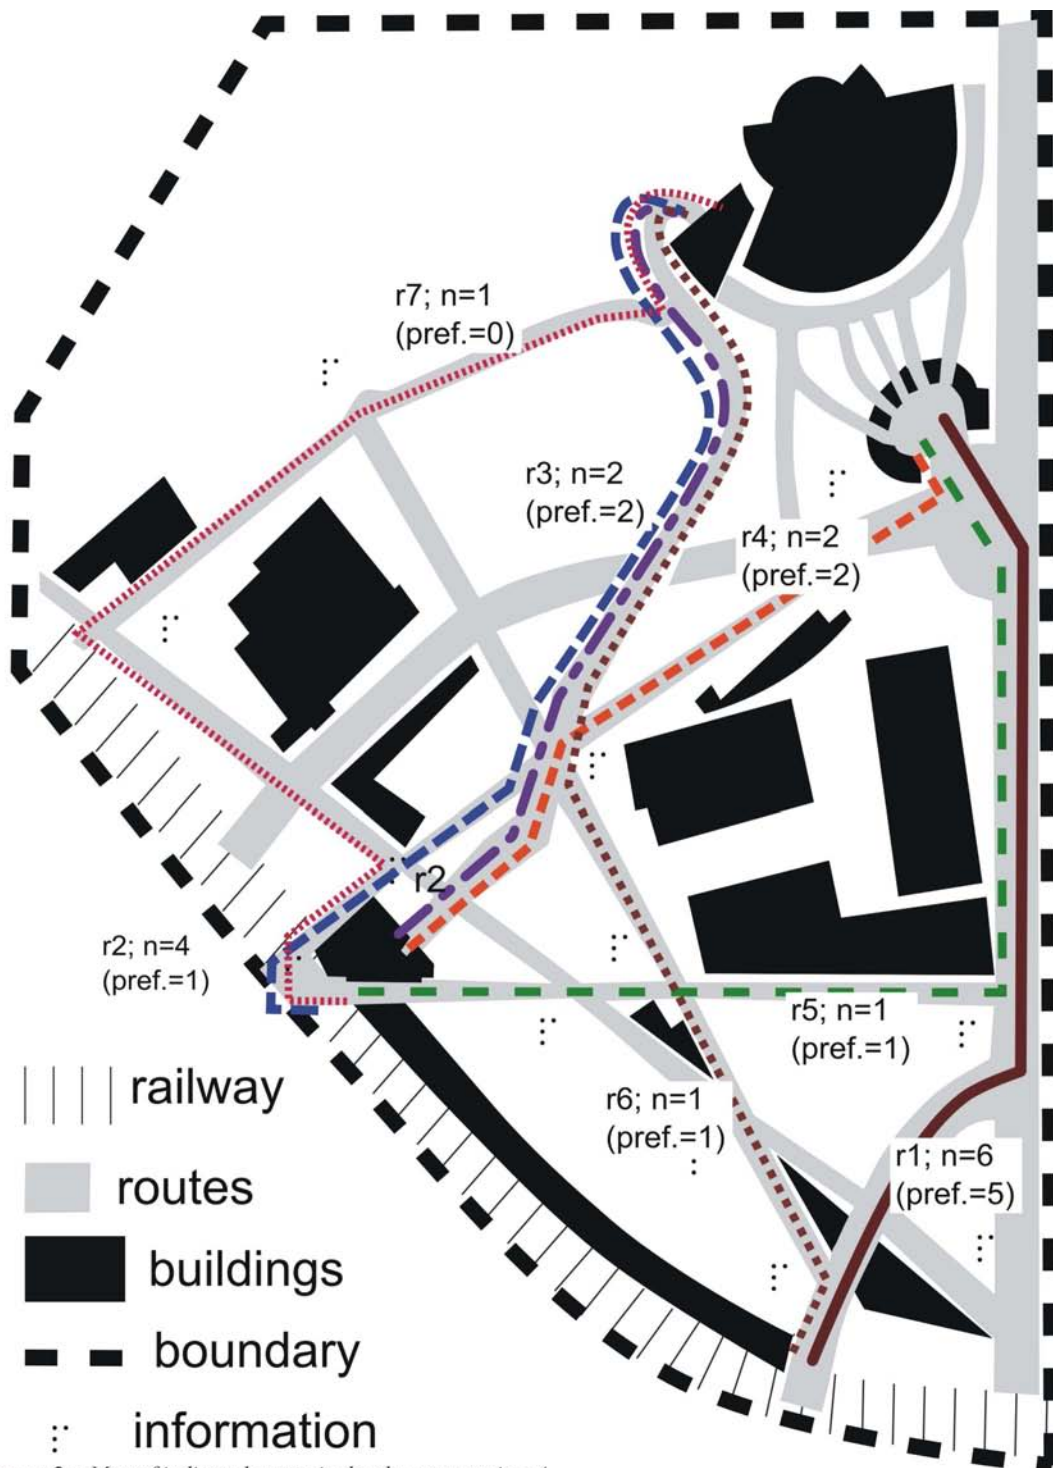 r7; n=1
(pref.=0)
r3; n=2
(pref.=2)
r4; n=2
(pref.=2)
r2
r2; n=4
(pref.=1)
r5; n=1
(pref.=1)
r6; n=1
(pref.=1)
r1; n=6
(pref.=5)
railway
routes
buildings
boundary
information